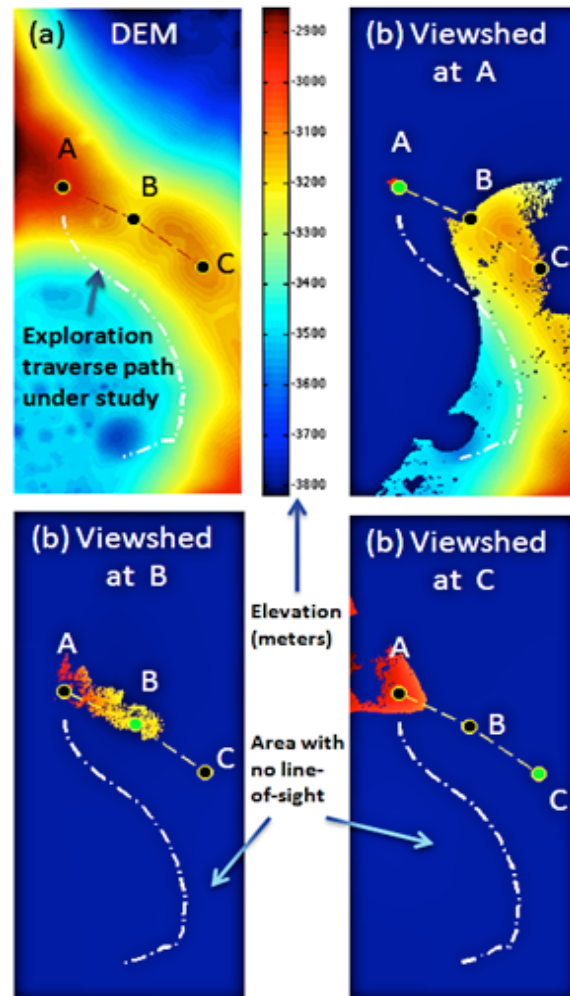 (a) DEM
A
B
C
Exploration
traverse path
under study
-2900
-3000
-3100
-3200
-3300
-3400
-3500
-3600
-3700
-3800
(b) Viewshed
at A
A
B
C
Elevation
(meters)
(b) Viewshed
at B
A
B
C
Area with
no line-
of-sight
(b) Viewshed
at C
A
B
C